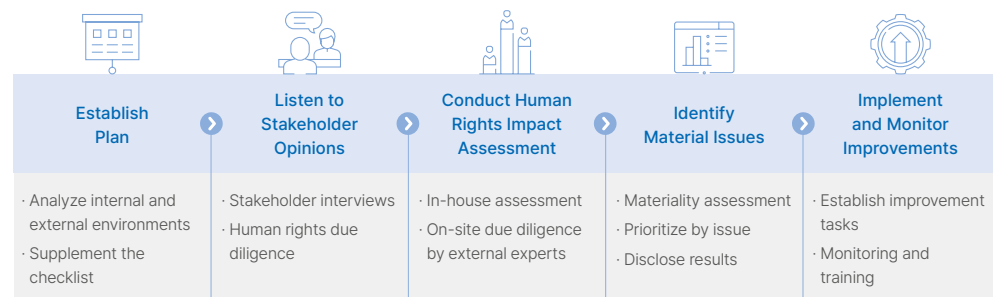 Establish
Plan
Listen to
Stakeholder
Opinions
Conduct Human
Rights Impact
Assessment
Identify
Material Issues
Implement
and Monitor
Improvements
· Analyze internal and
external environments
· Supplement the
checklist
· Stakeholder interviews
· Human rights due
diligence
· In-house assessment
· On-site due diligence
by external experts
· Materiality assessment
· Prioritize by issue
· Disclose results
· Establish improvement
tasks
· Monitoring and
training